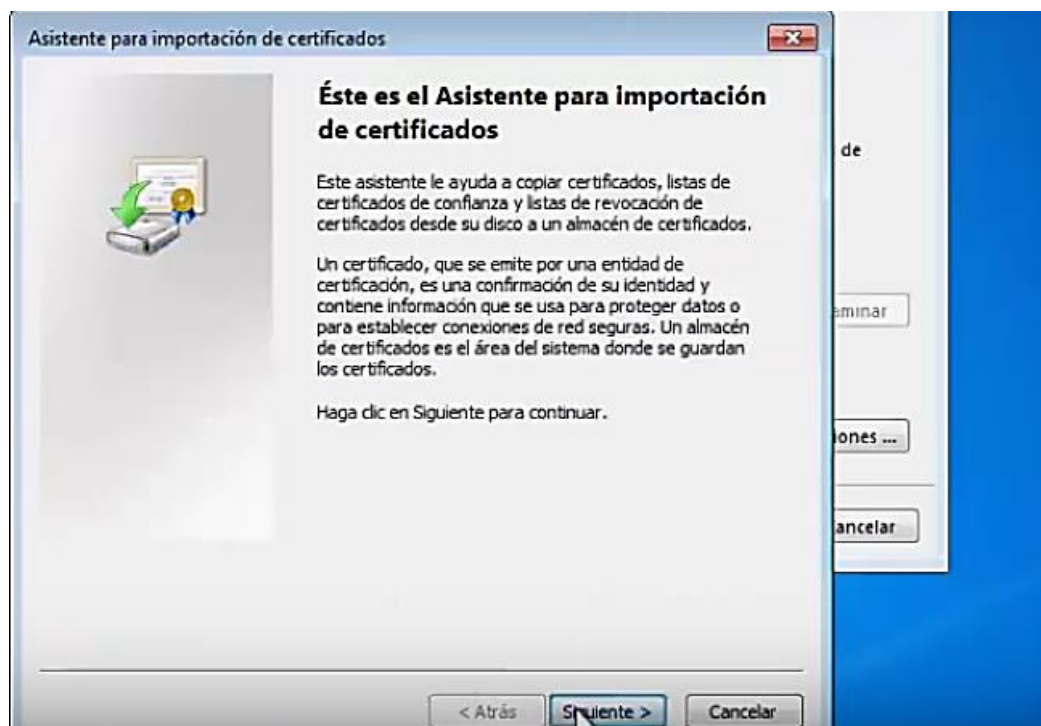 Asistente para importación de certificados
Éste es el Asistente para importación
de certificados
Este asistente le ayuda a copiar certificados, listas de
certificados de confianza y listas de revocación de
certificados desde su disco a un almacén de certificados.
Un certificado, que se emite por una entidad de
certificación, es una confirmación de su identidad y
contiene información que se usa para proteger datos o
para establecer conexiones de red seguras. Un almacén
de certificados es el área del sistema donde se guardan
los certificados.
Haga clic en Siguiente para continuar.
< Atrás
Siguiente >
Cancelar
de
aminar
iones ...
ancelar